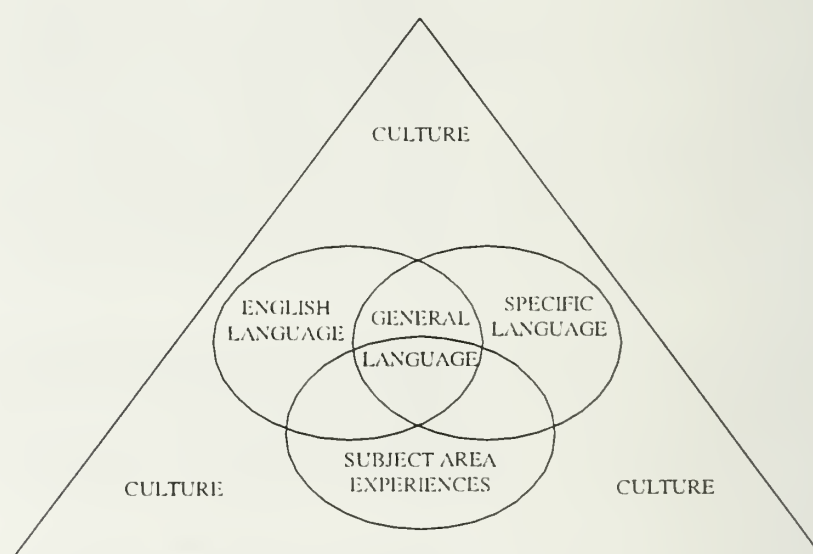 CULTURE
ENGLISH
LANGUAGE
GENERAL
LANGUAGE
SPECIFIC
LANGUAGE
SUBJECT AREA
EXPERIENCES
CULTURE
CULTURE